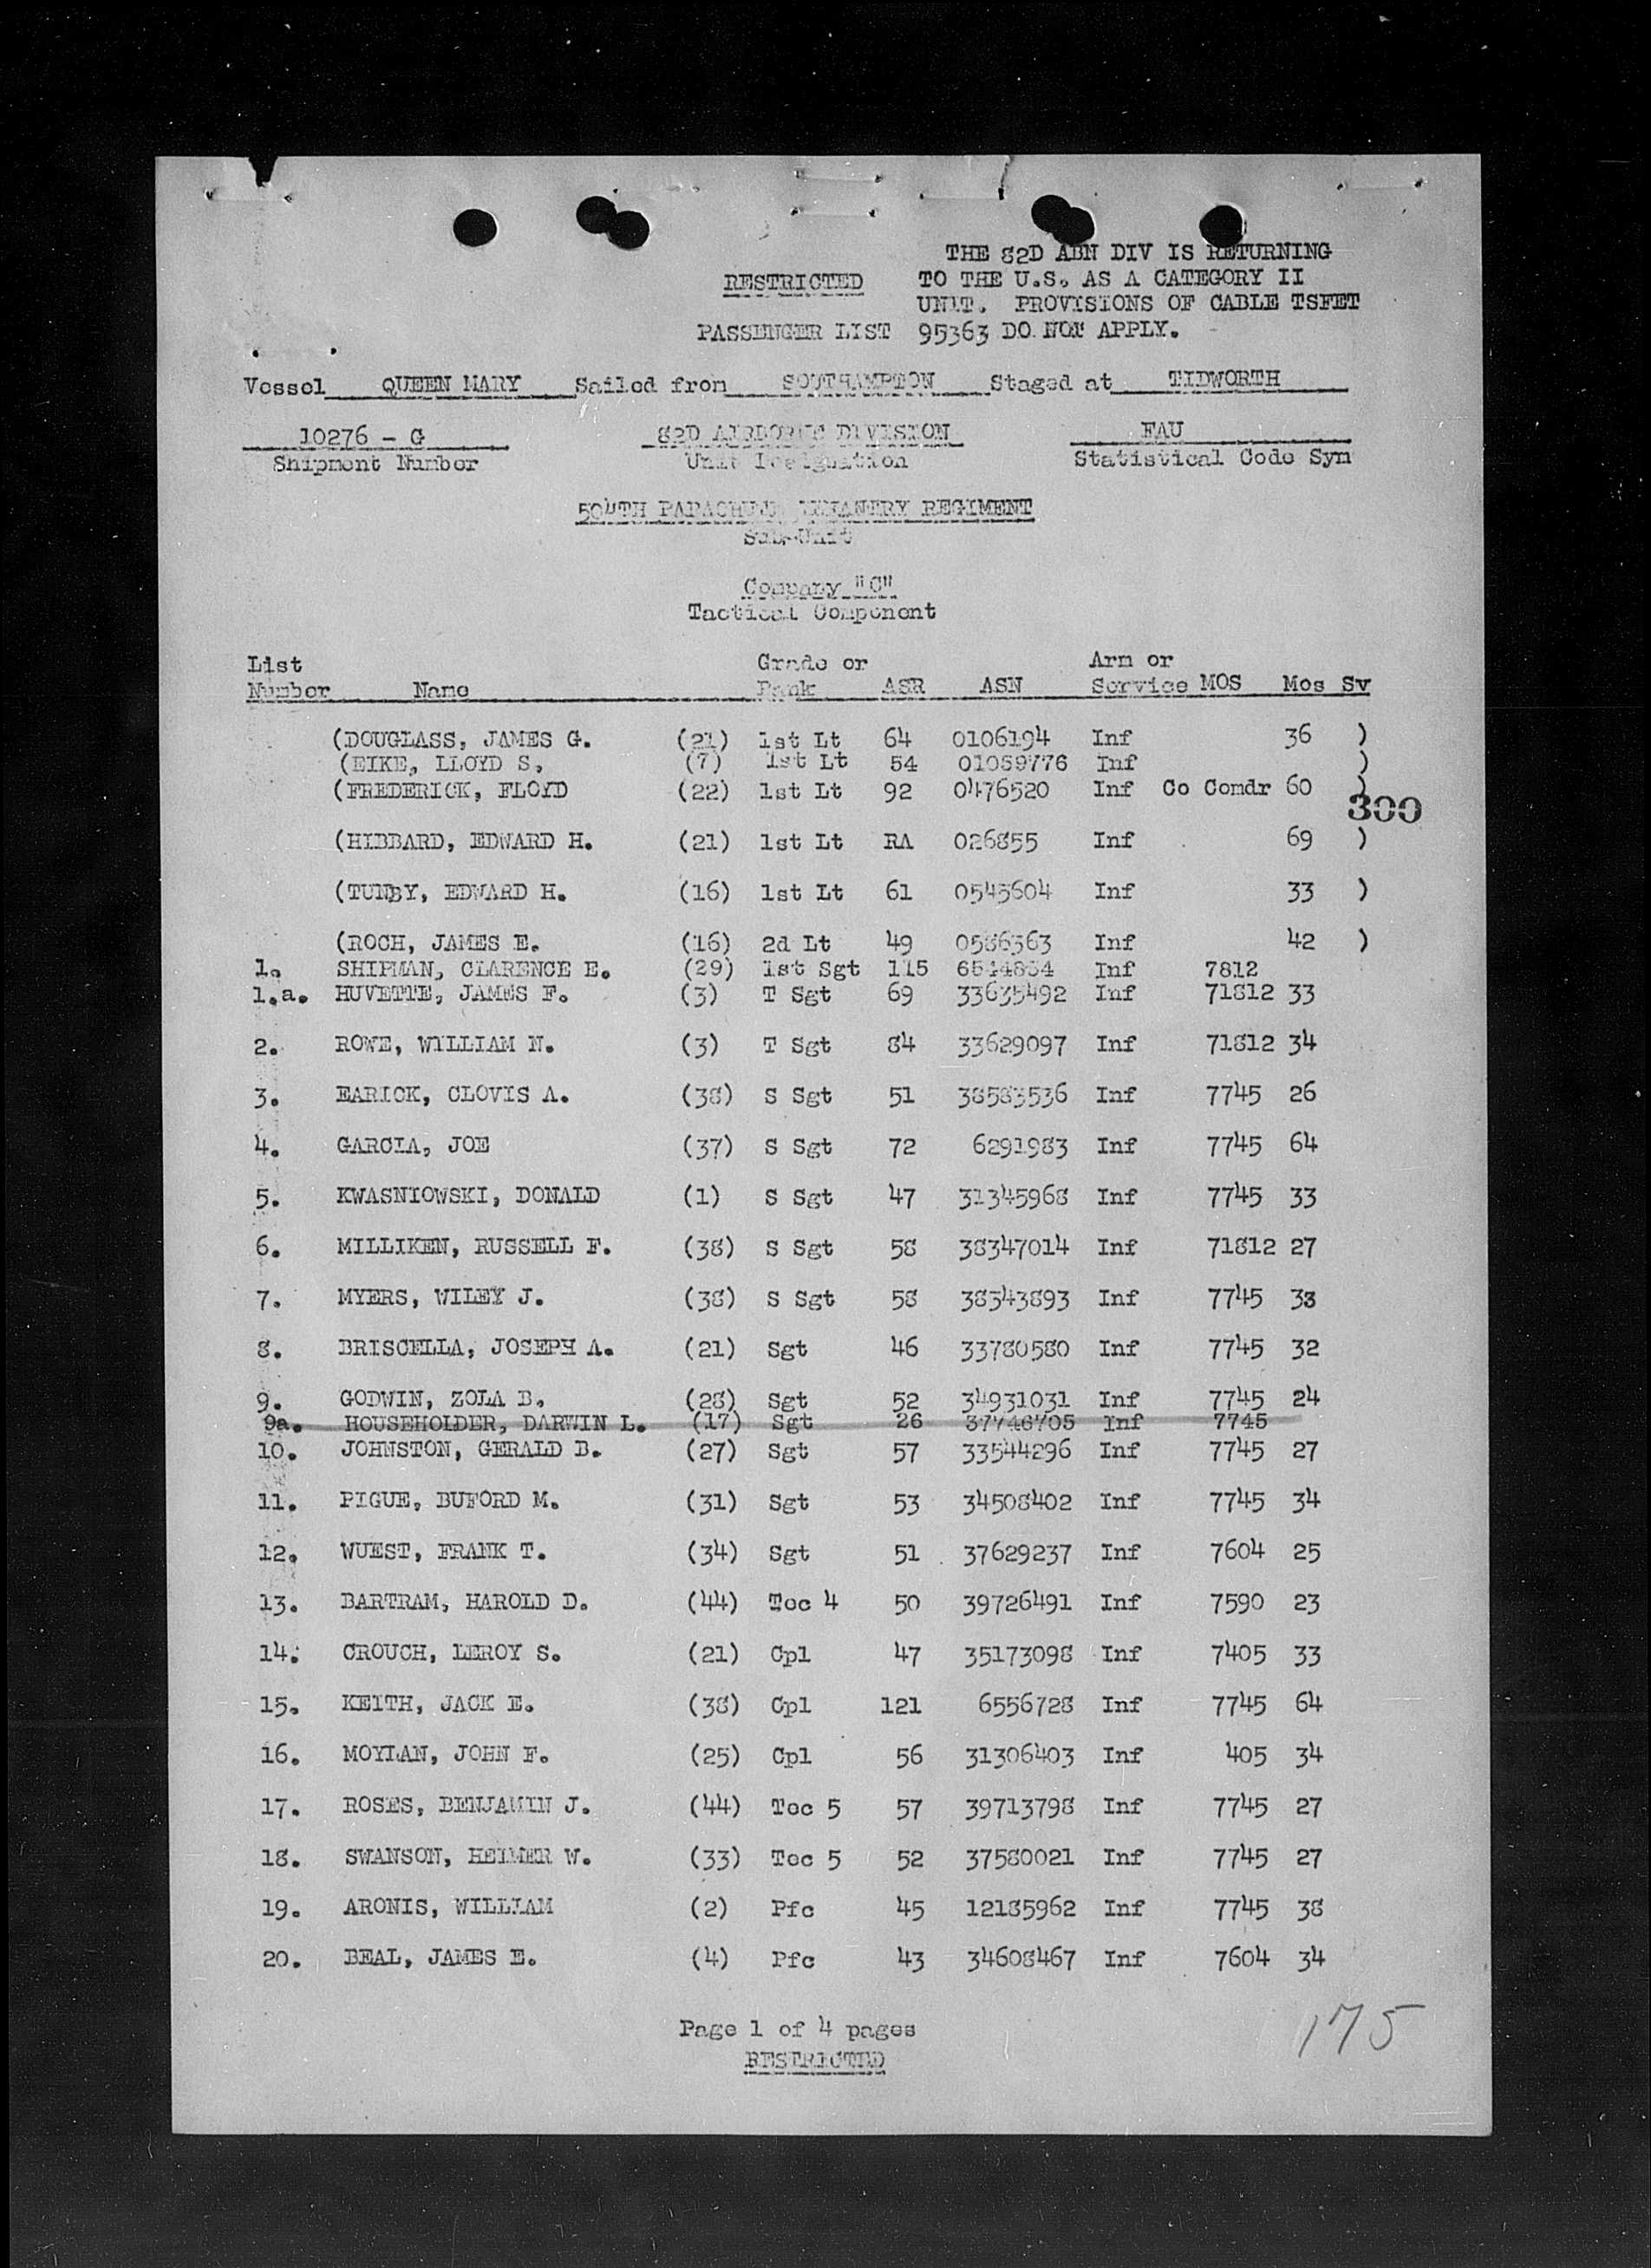 THE 82D ABN DIV IS RETURNING
RESTRICTED TO THE U.S. AS A CATEGORY II
UNIT. PROVISIONS OF CABLE TSFET
PASSENGER LIST 95363 DO NOT APPLY.
Vessel QUEEN MARY Sailed from SOUTHAMPTON Staged at TIDWORTH
10276 - G 82D AIRBORNE DIVISION FAU
Shipment Number Unit Designation Statistical Code Sym
504TH PARACHUTE INFANTRY REGIMENT
Sub-Unit
Company "C"
Tactical Component
List Grade or Arm or
Number Name Rank ASR ASN Service MOS Mos Sv
(DOUGLASS, JAMES G. (21) 1st Lt 64 0106194 Inf 36 )
(EIKE, LLOYD S. (7) 1st Lt 54 01059776 Inf )
(FREDERICK, FLOYD (22) 1st Lt 92 0476520 Inf Co Comdr 60 )
300
(HIBBARD, EDWARD H. (21) 1st Lt RA 026855 Inf 69 )
(TUNBY, EDWARD H. (16) 1st Lt 61 0545604 Inf 33 )
(ROCH, JAMES E. (16) 2d Lt 49 0586363 Inf 42 )
1. SHIPMAN, CLARENCE E. (29) 1st Sgt 115 Inf 7812
1.a. HUVETTE, JAMES F. (3) T Sgt 69 33635492 Inf 71812 33
2. ROWE, WILLIAM N. (3) T Sgt 84 33629097 Inf 71812 34
3. EARICK, CLOVIS A. (38) S Sgt 51 38583536 Inf 7745 26
4. GARCIA, JOE (37) S Sgt 72 6291983 Inf 7745 64
5. KWASNIOWSKI, DONALD (1) S Sgt 47 31345968 Inf 7745 33
6. MILLIKEN, RUSSELL F. (38) S Sgt 58 38347014 Inf 71812 27
7. MYERS, WILEY J. (38) S Sgt 58 38343893 Inf 7745 33
8. BRISCELLA, JOSEPH A. (21) Sgt 46 33780580 Inf 7745 32
9. GODWIN, ZOLA B. (28) Sgt 52 34931031 Inf 7745 24
9a. HOUSEHOLDER, DARWIN L. (17) Sgt 26 37746705 Inf 7745
10. JOHNSTON, GERALD B. (27) Sgt 57 33544296 Inf 7745 27
11. PIGUE, BUFORD M. (31) Sgt 53 34508402 Inf 7745 34
12. WUEST, FRANK T. (34) Sgt 51 37629237 Inf 7604 25
13. BARTRAM, HAROLD D. (44) Tec 4 50 39726491 Inf 7590 23
14. CROUCH, LEROY S. (21) Cpl 47 35173098 Inf 7405 33
15. KEITH, JACK E. (38) Cpl 121 6556728 Inf 7745 64
16. MOYLAN, JOHN F. (25) Cpl 56 31306403 Inf 405 34
17. ROSES, BENJAMIN J. (44) Tec 5 57 39713798 Inf 7745 27
18. SWANSON, HEIMER W. (33) Tec 5 52 37580021 Inf 7745 27
19. ARONIS, WILLIAM (2) Pfc 45 12185962 Inf 7745 38
20. BEAL, JAMES E. (4) Pfc 43 34608467 Inf 7604 34
Page 1 of 4 pages
175
RESTRICTED